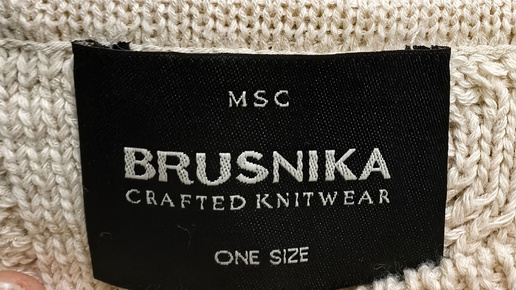 MSC
BRUSNIKA
CRAFTED KNITWEAR
ONE SIZE